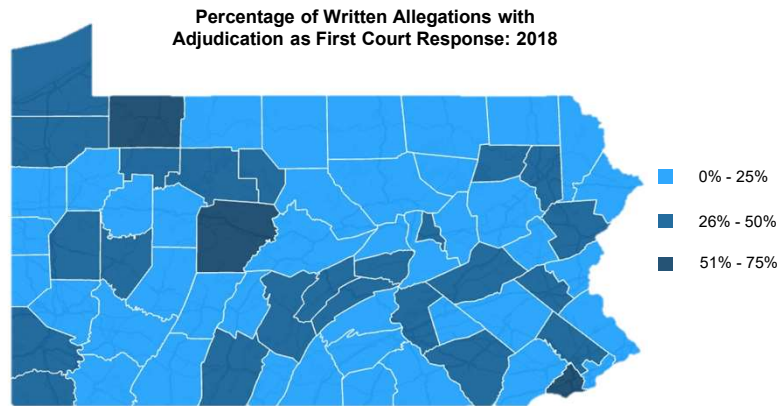 Percentage of Written Allegations with
Adjudication as First Court Response: 2018
0% - 25%
26% - 50%
51% - 75%